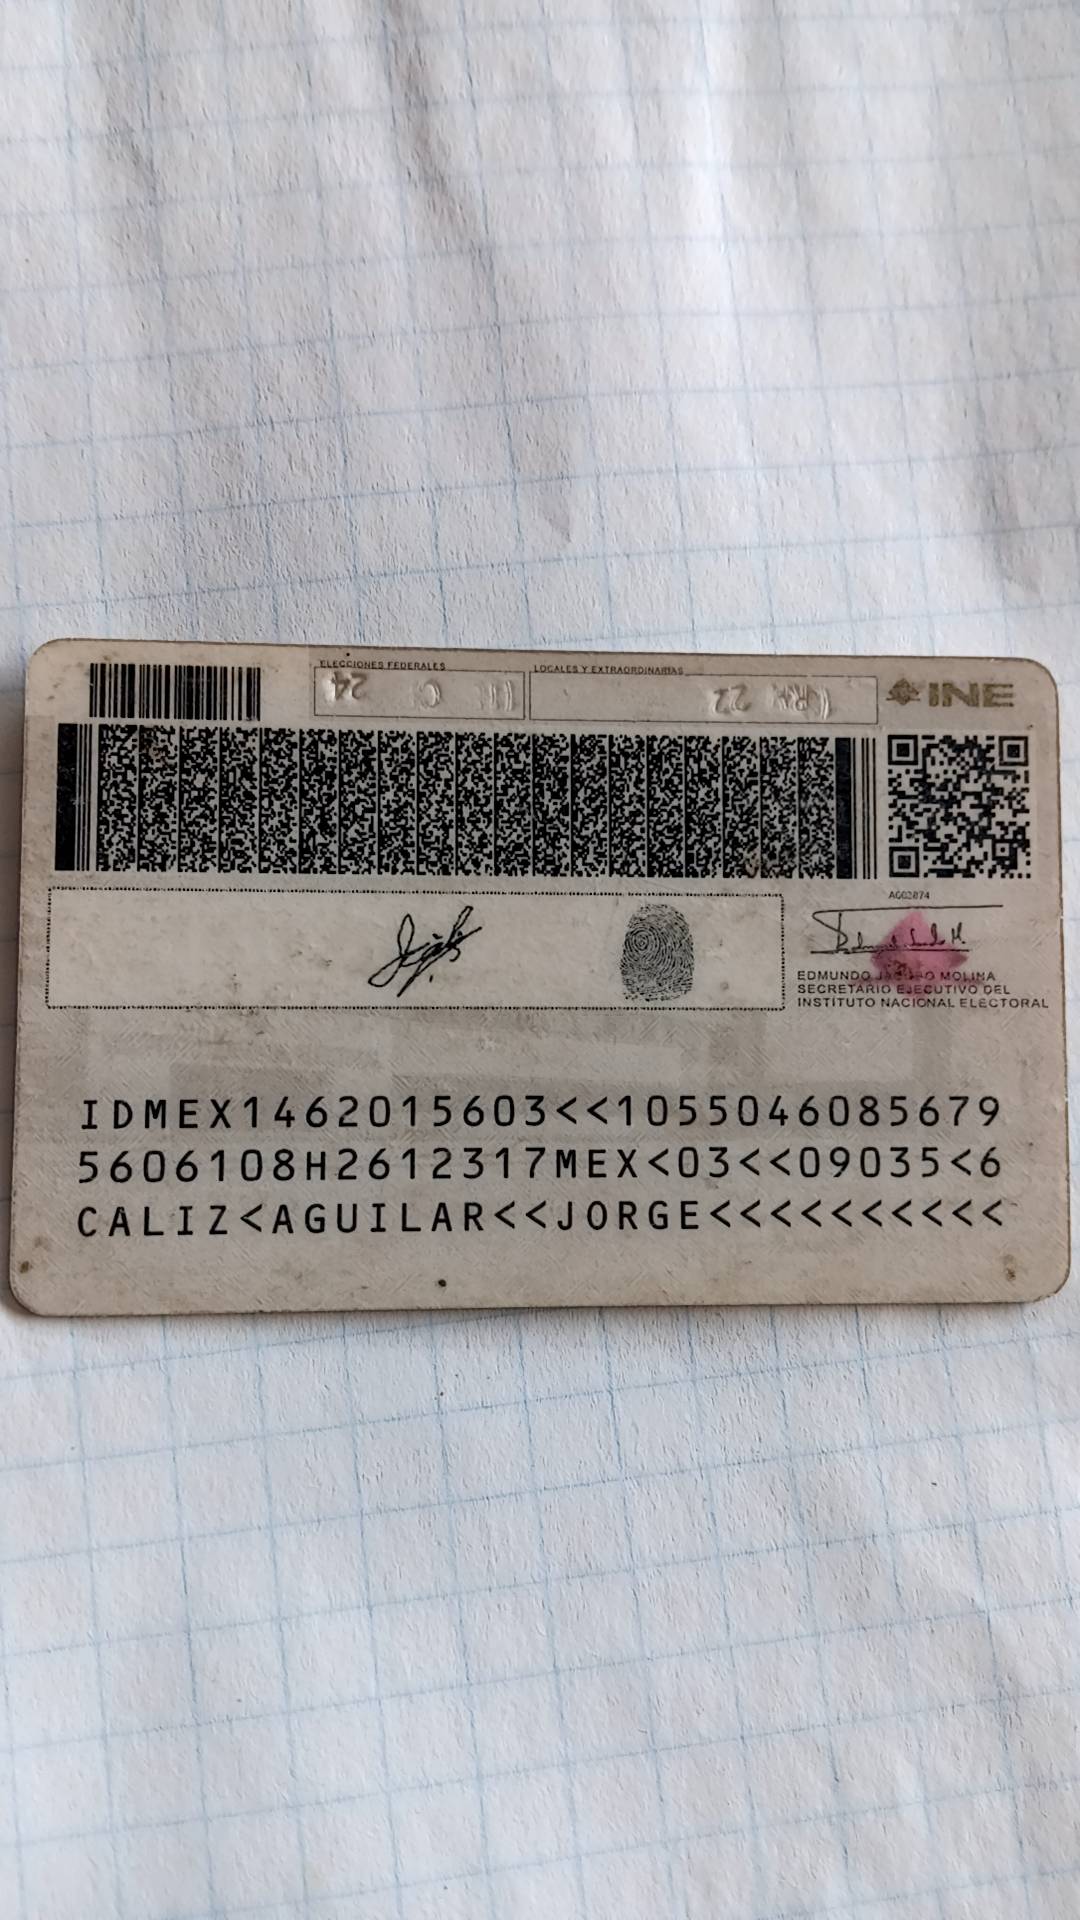 ELECCIONES FEDERALES
LOCALES Y EXTRAORDINARIAS
24
INE
EDMUNDO MOLINA
SECRETARIO EJECUTIVO DEL
INSTITUTO NACIONAL ELECTORAL
IDMEX1462015603<<1055046085679
5606108H2612317MEX<03<<09035<6
CALIZ<AGUILAR<<JORGE<<<<<<<<<<